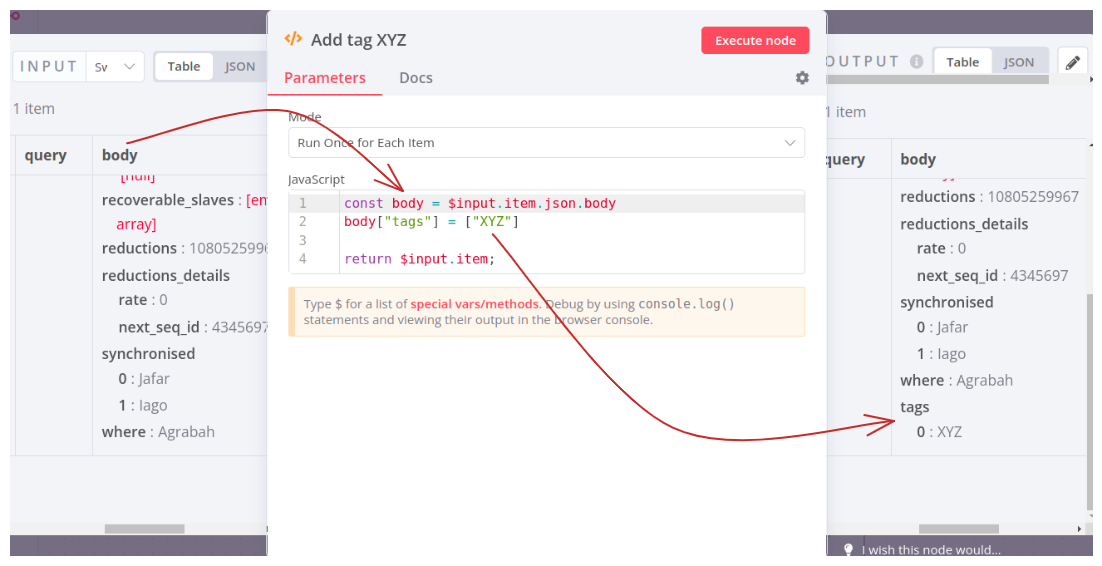 INPUT
Sv
Table
JSON
1 item
query
body
[null]
recoverable_slaves : [em
array]
reductions : 1080525996
reductions_details
rate : 0
next_seq_id : 4345697
synchronised
0 : Jafar
1 : Iago
where : Agrabah
Add tag XYZ
Execute node
Parameters
Docs
Mode
Run Once for Each Item
JavaScript
1 const body = $input.item.json.body
2 body["tags"] = ["XYZ"]
3
4 return $input.item;
Type $ for a list of special vars/methods. Debug by using console.log()
statements and viewing their output in the browser console.
OUTPUT
Table
JSON
1 item
query
body
reductions : 10805259967
reductions_details
rate : 0
next_seq_id : 4345697
synchronised
0 : Jafar
1 : Iago
where : Agrabah
tags
0 : XYZ
I wish this node would...